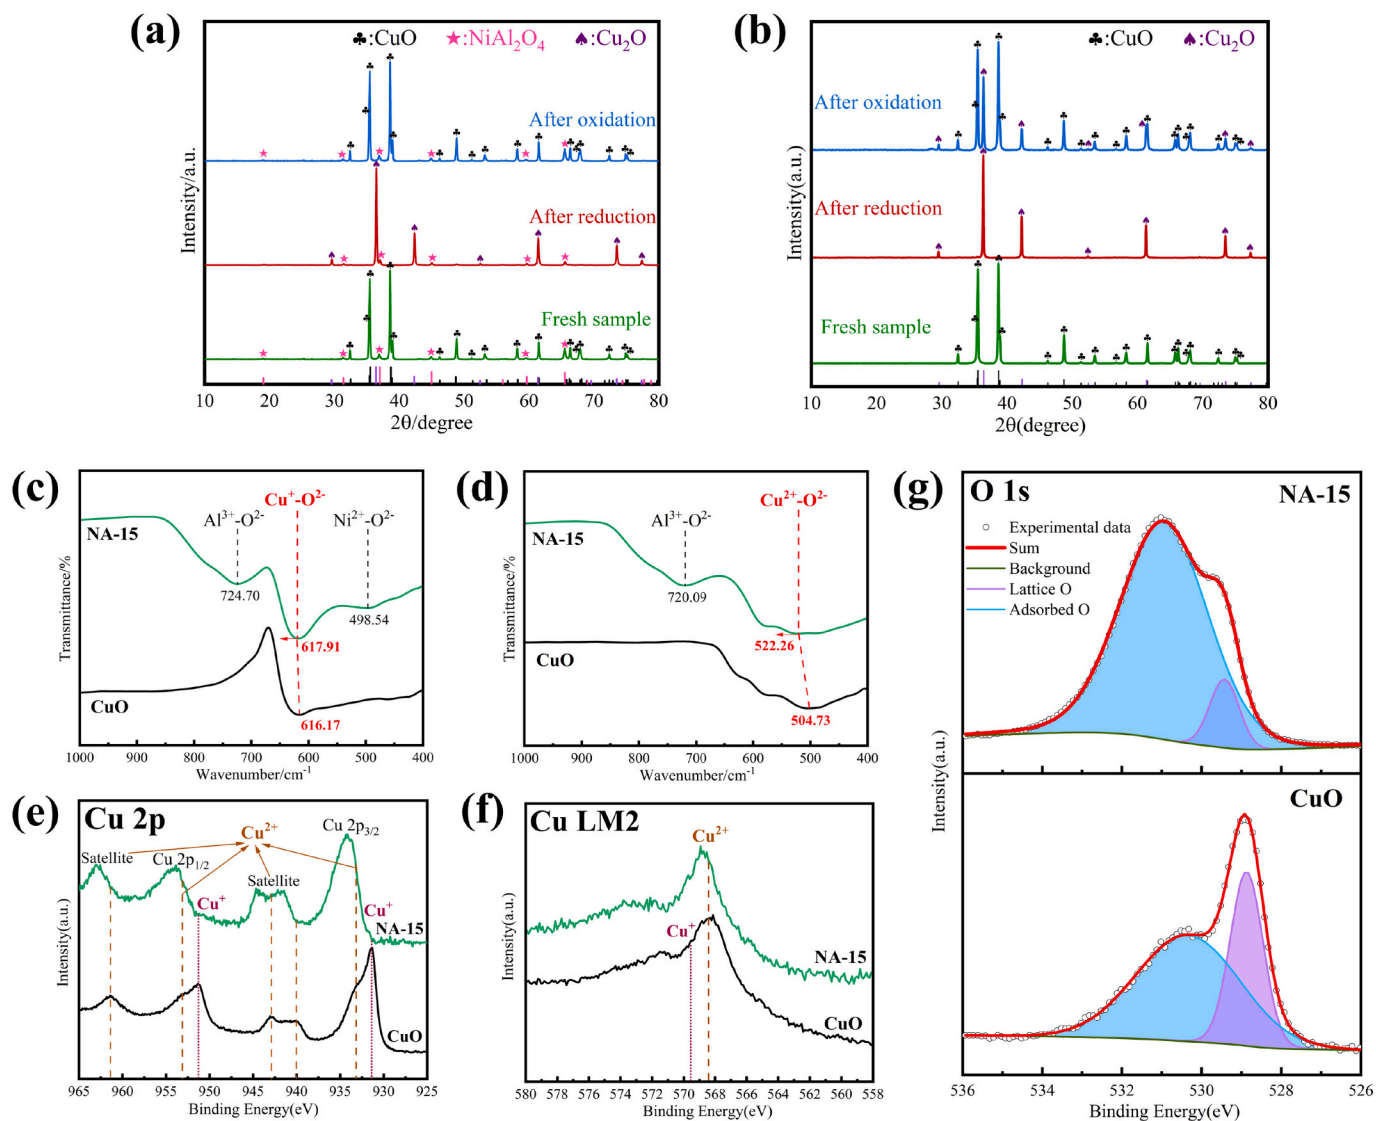 (a)
♣:CuO ★:NiAl₂O₄ ♠:Cu₂O
After oxidation
After reduction
Fresh sample
Intensity/a.u.
10 20 30 40 50 60 70 80
2θ/degree
(b)
♣:CuO ♠:Cu₂O
After oxidation
After reduction
Fresh sample
Intensity(a.u.)
10 20 30 40 50 60 70 80
2θ(degree)
(c)
Cu⁺-O²⁻
Al³⁺-O²⁻ Ni²⁺-O²⁻
NA-15
724.70
498.54
617.91
CuO
616.17
Transmittance/%
1000 900 800 700 600 500 400
Wavenumber/cm⁻¹
(d)
Cu²⁺-O²⁻
Al³⁺-O²⁻
NA-15
720.09
522.26
CuO
504.73
Transmittance/%
1000 900 800 700 600 500 400
Wavenumber/cm⁻¹
(e)
Cu 2p
Cu 2p₃/₂
Cu²⁺
Satellite
Cu 2p₁/₂
Satellite
Cu⁺
Cu⁺
NA-15
CuO
Intensity(a.u.)
965 960 955 950 945 940 935 930 925
Binding Energy(eV)
(f)
Cu LM2
Cu²⁺
Cu⁺
NA-15
CuO
Intensity(a.u.)
580 578 576 574 572 570 568 566 564 562 560 558
Binding Energy(eV)
(g)
O 1s
NA-15
Experimental data
Sum
Background
Lattice O
Adsorbed O
CuO
Intensity(a.u.)
536 534 532 530 528 526
Binding Energy(eV)